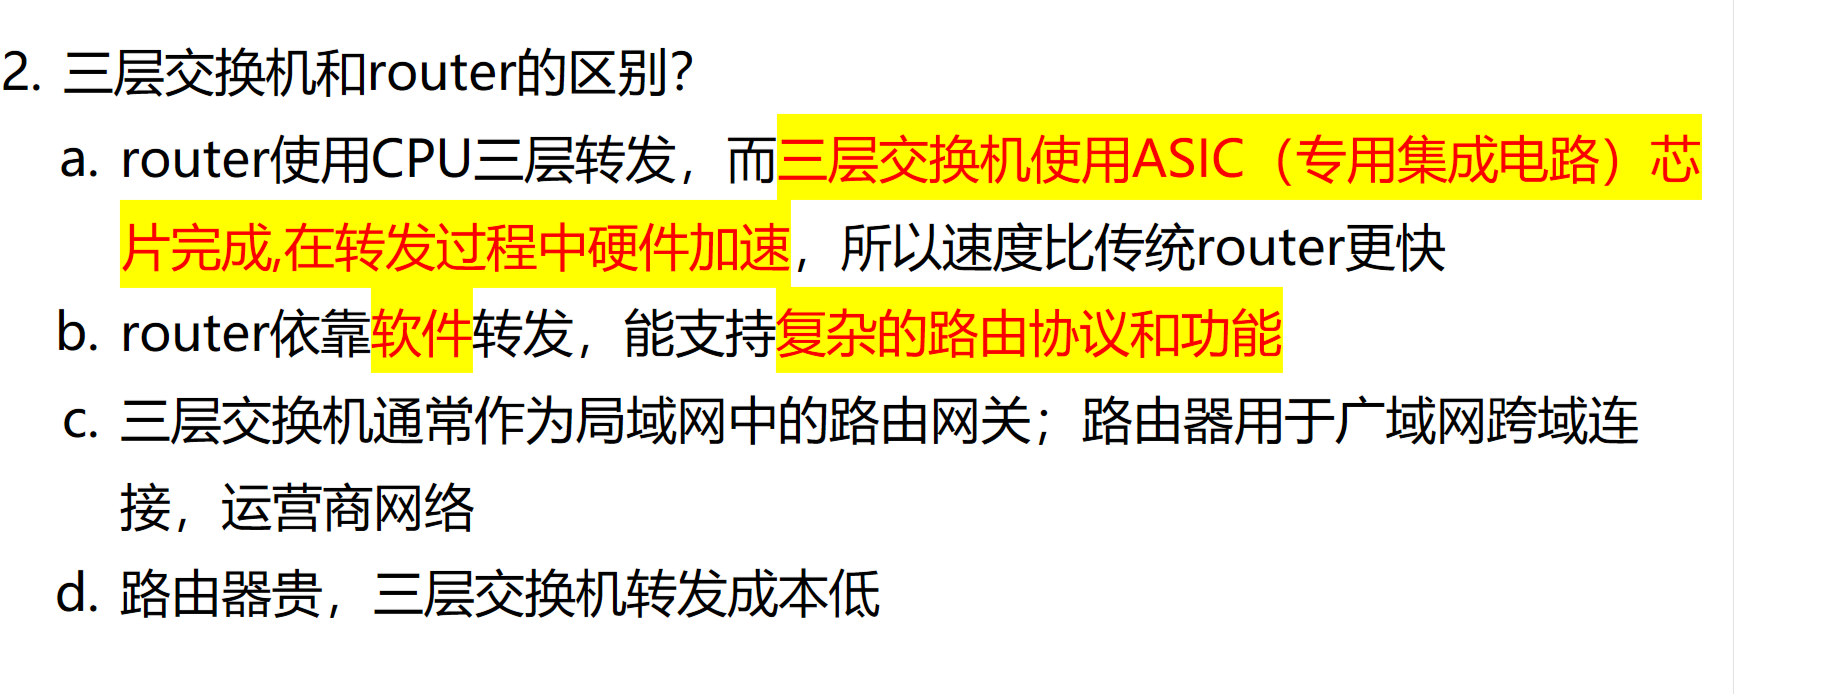 2. 三层交换机和router的区别？
a. router使用CPU三层转发，而三层交换机使用ASIC（专用集成电路）芯
片完成,在转发过程中硬件加速，所以速度比传统router更快
b. router依靠软件转发，能支持复杂的路由协议和功能
c. 三层交换机通常作为局域网中的路由网关；路由器用于广域网跨域连
接，运营商网络
d. 路由器贵，三层交换机转发成本低